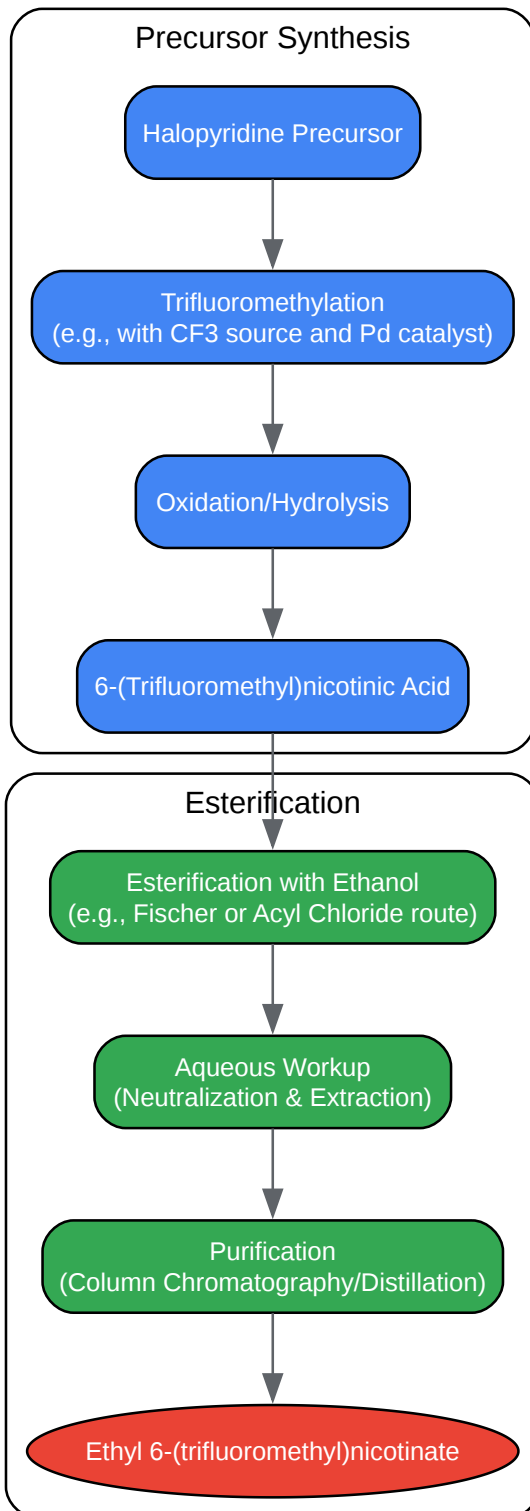 Precursor Synthesis
Halopyridine Precursor
Trifluoromethylation
(e.g., with CF3 source and Pd catalyst)
Oxidation/Hydrolysis
6-(Trifluoromethyl)nicotinic Acid
Esterification
Esterification with Ethanol
(e.g., Fischer or Acyl Chloride route)
Aqueous Workup
(Neutralization & Extraction)
Purification
(Column Chromatography/Distillation)
Ethyl 6-(trifluoromethyl)nicotinate